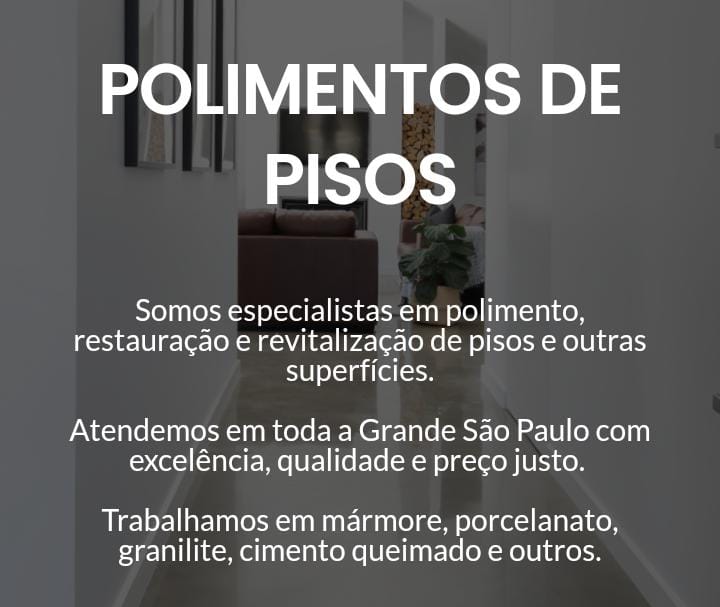 POLIMENTOS DE
PISOS
Somos especialistas em polimento,
restauração e revitalização de pisos e outras
superfícies.
Atendemos em toda a Grande São Paulo com
excelência, qualidade e preço justo.
Trabalhamos em mármore, porcelanato,
granilite, cimento queimado e outros.